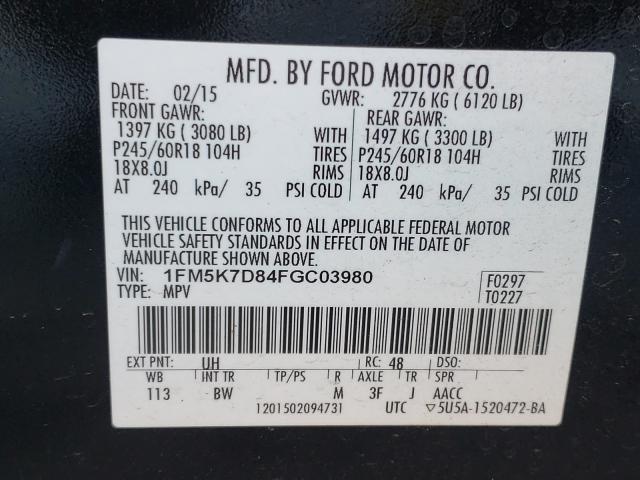 MFD. BY FORD MOTOR CO.
DATE: 02/15 GVWR: 2776 KG ( 6120 LB)
FRONT GAWR: REAR GAWR:
1397 KG ( 3080 LB) WITH 1497 KG ( 3300 LB) WITH
P245/60R18 104H TIRES P245/60R18 104H TIRES
18X8.0J RIMS 18X8.0J RIMS
AT 240 kPa/ 35 PSI COLD AT 240 kPa/ 35 PSI COLD
THIS VEHICLE CONFORMS TO ALL APPLICABLE FEDERAL MOTOR
VEHICLE SAFETY STANDARDS IN EFFECT ON THE DATE OF
MANUFACTURE SHOWN ABOVE.
VIN: 1FM5K7D84FGC03980 F0297
TYPE: MPV T0227
EXT PNT: UH RC: 48 DSO:
WB INT TR TP/PS R AXLE TR SPR
113 BW M 3F J AACC
1201502094731 UTC ▽5U5A-1520472-BA